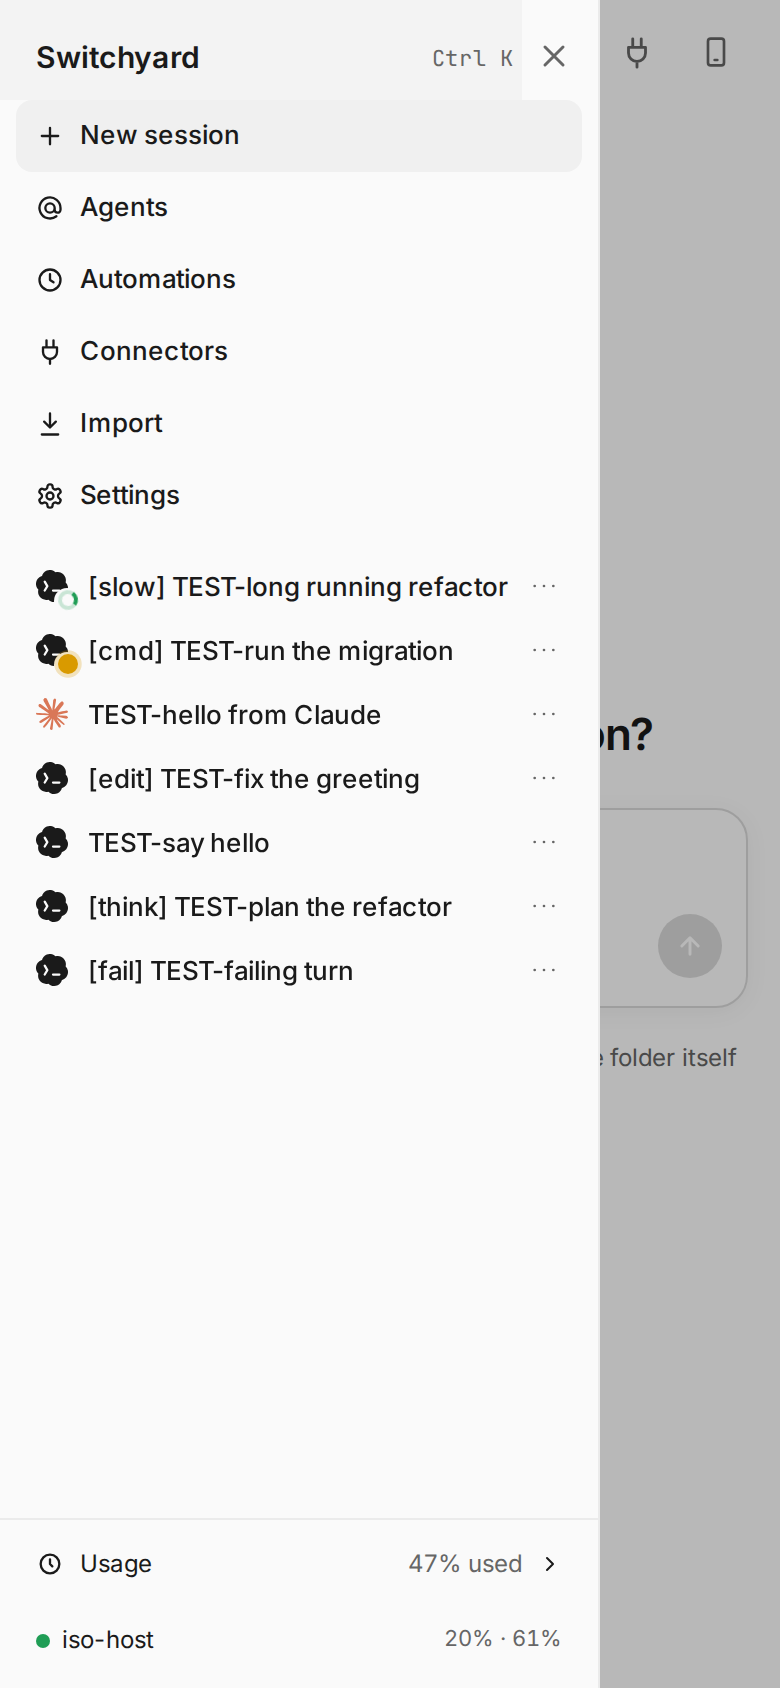 Switchyard Ctrl K
New session
Agents
Automations
Connectors
Import
Settings
[slow] TEST-long running refactor
[cmd] TEST-run the migration
TEST-hello from Claude
[edit] TEST-fix the greeting
TEST-say hello
[think] TEST-plan the refactor
[fail] TEST-failing turn
on?
folder itself
Usage 47% used
iso-host 20% · 61%